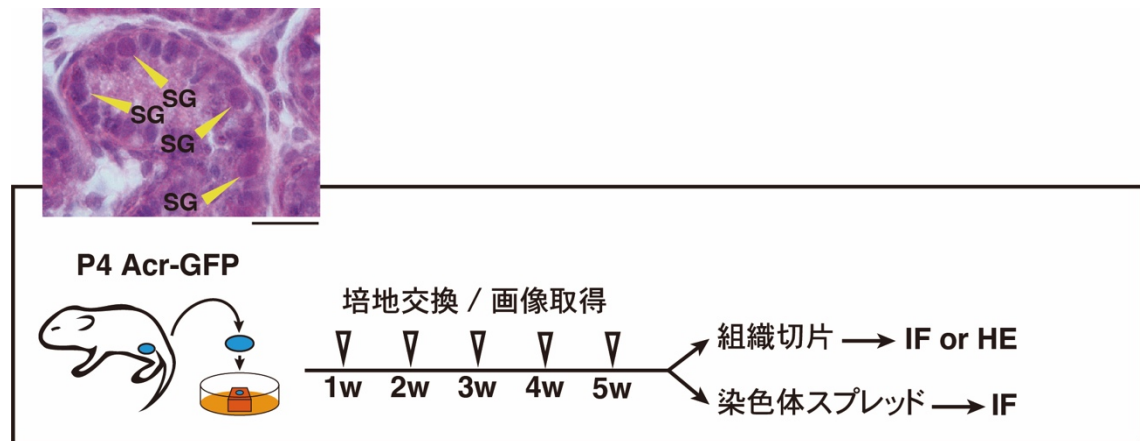 SG
SG
SG
SG
P4 Acr-GFP
培地交換 / 画像取得
1w 2w 3w 4w 5w
組織切片 → IF or HE
染色体スプレッド → IF